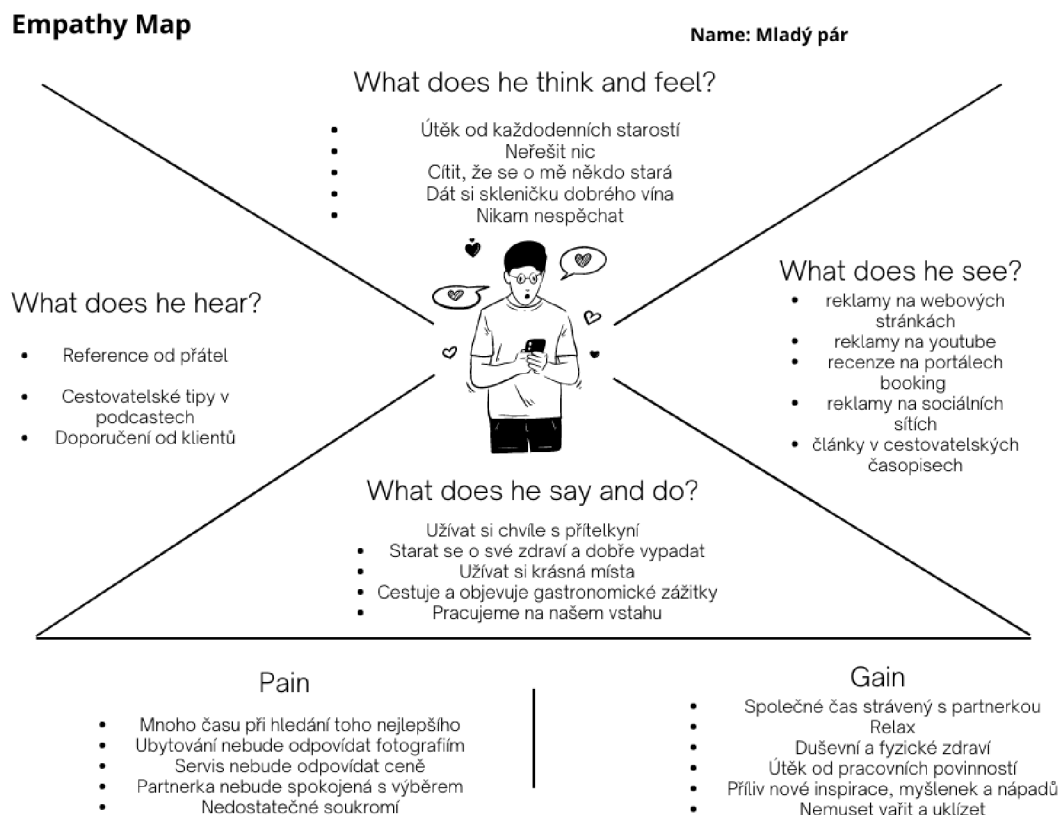 Empathy Map
Name: Mladý pár
What does he think and feel?
• Útěk od každodenních starostí
• Neřešit nic
• Cítit, že se o mě někdo stará
• Dát si skleničku dobrého vína
• Nikam nespěchat
What does he hear?
• Reference od přátel
• Cestovatelské tipy v
podcastech
• Doporučení od klientů
What does he see?
• reklamy na webových
stránkách
• reklamy na youtube
• recenze na portálech
booking
• reklamy na sociálních
sítích
• články v cestovatelských
časopisech
What does he say and do?
Užívat si chvíle s přítelkyní
• Starat se o své zdraví a dobře vypadat
• Užívat si krásná místa
• Cestuje a objevuje gastronomické zážitky
• Pracujeme na našem vstahu
Pain
• Mnoho času při hledání toho nejlepšího
• Ubytování nebude odpovídat fotografiím
• Servis nebude odpovídat ceně
• Partnerka nebude spokojená s výběrem
• Nedostatečné soukromí
Gain
• Společné čas strávený s partnerkou
• Relax
• Duševní a fyzické zdraví
• Útěk od pracovních povinností
• Příliv nové inspirace, myšlenek a nápadů
• Nemuset vařit a uklízet